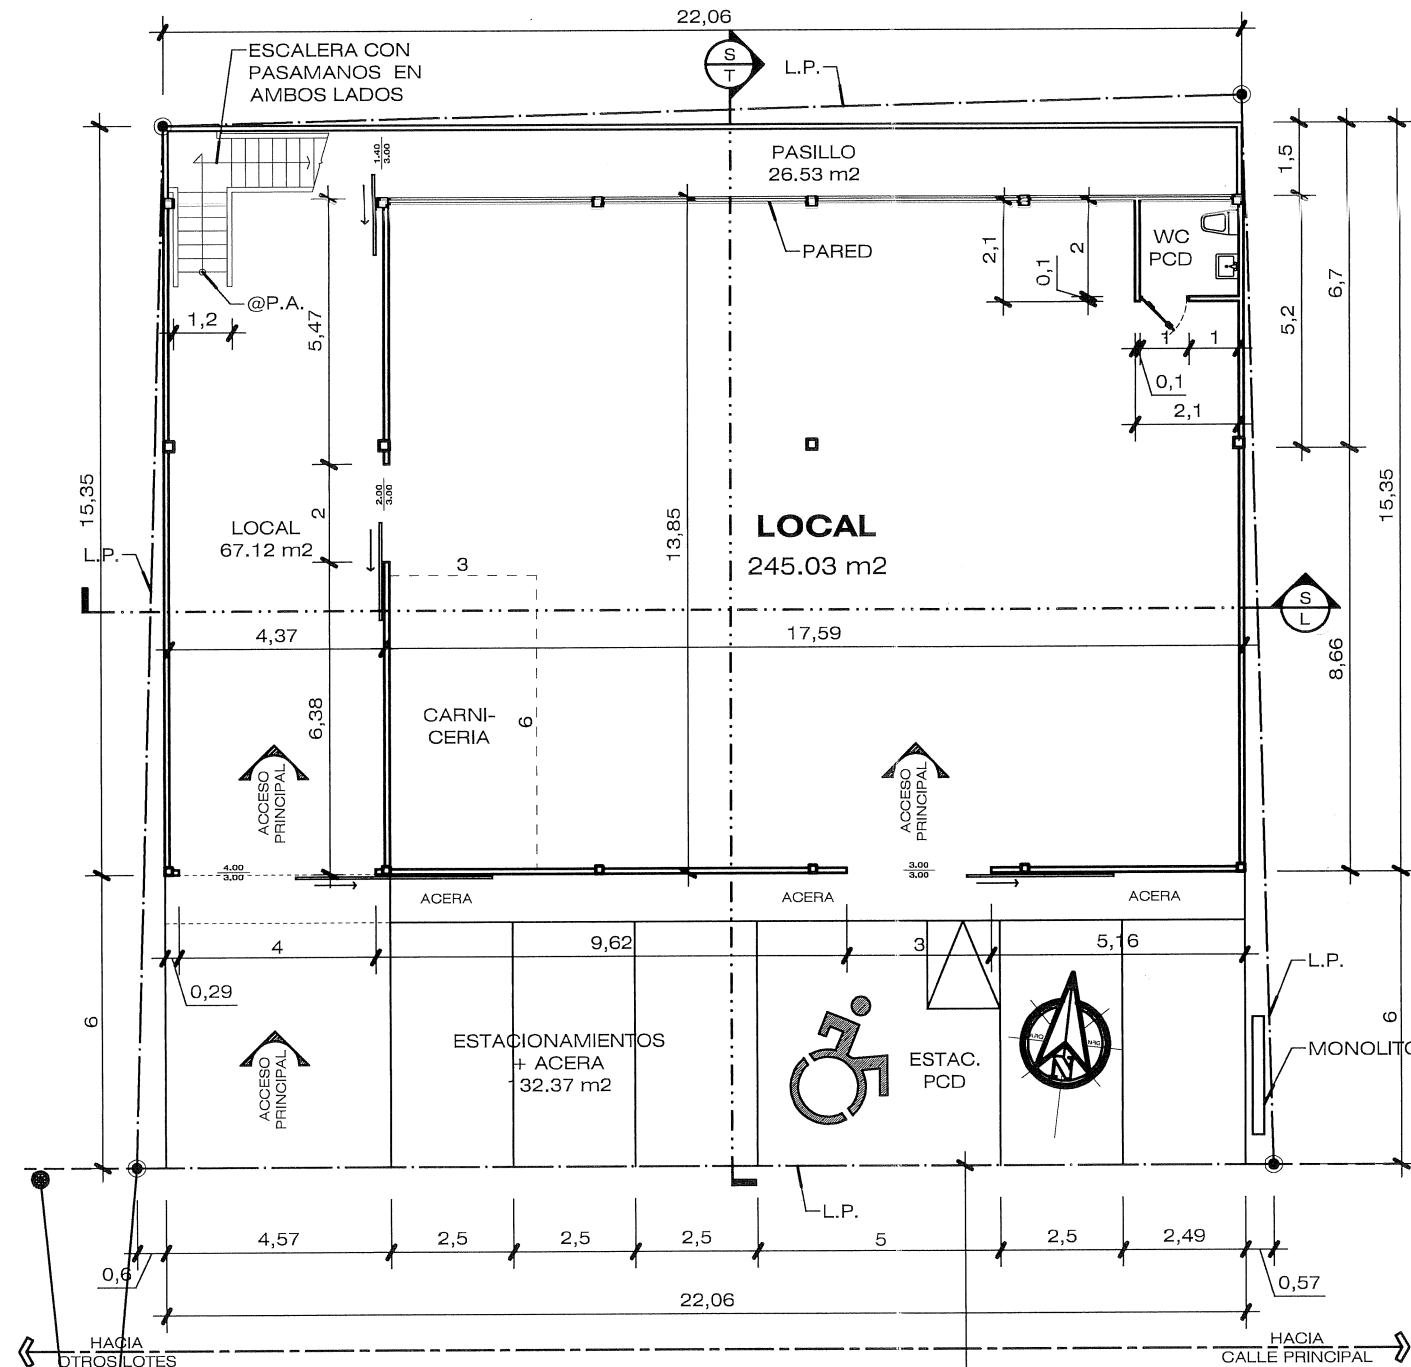 22,06
ESCALERA CON
PASAMANOS EN
AMBOS LADOS
S
T
L.P.
1.40
3.00
PASILLO
26.53 m2
1,5
PARED
WC
PCD
2,1
0,1
2
@P.A.
1,2
5,47
6,7
5,2
1
1
0,1
2,1
15,35
15,35
2.00
3.00
2
LOCAL
67.12 m2
13,85
LOCAL
245.03 m2
L.P.
3
S
L
4,37
17,59
8,66
6,38
CARNI-
CERIA
6
ACCESO
PRINCIPAL
ACCESO
PRINCIPAL
4.00
3.00
3.00
3.00
ACERA
ACERA
ACERA
4
9,62
3
5,16
0,29
L.P.
6
6
ESTACIONAMIENTOS
+ ACERA
132.37 m2
ESTAC.
PCD
N
MONOLITO
ACCESO
PRINCIPAL
L.P.
4,57
2,5
2,5
2,5
5
2,5
2,49
0,6
0,57
22,06
HACIA
OTROS LOTES
HACIA
CALLE PRINCIPAL